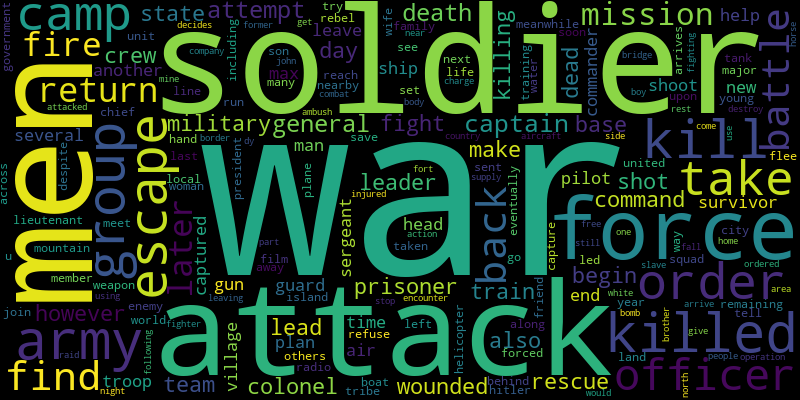 government
camp
state
attempt
death
mission
try
rebel
get
decides
unit
fire
crew
another
including
leave
day
family
wife
company
former
son
john
see
near
soldier
killing
training
water
dead
commander
help
arrives
soon
tank
major
new
young
shoot
upon
fighting
bridge
boy
battle
horse
return
max
nearby
reach
many
ship
set
next
life
mine
line
run
attacked
ambush
combat
body
charge
rest
destroy
men
several
chief
military
general
fight
captain
base
kill
flee
come
use
group
escape
hand
last
border
president
dy
man
save
country
aircraft
side
make
united
despite
across
local
woman
plane
fort
leader
sent
supply
eventually
pilot
shot
take
lieutenant
meet
captured
war
injured
head
action
taken
back
command
survivor
mountain
u
later
sergeant
go
capture
force
free
still
one
way
city
home
member
weapon
using
part
film
away
prisoner
led
fall
squad
slave
ordered
begin
order
area
join
however
enemy
world
gun
leaving
guard
island
stop
encounter
train
friend
end
white
year
bomb
remaining
arrive
army
fighter
attack
lead
plan
time
refuse
left
along
also
forced
helicopter
land
brother
tell
give
killed
find
troop
raid
following
night
team
village
others
colonel
radio
air
tribe
boat
wounded
behind
hitler
rescue
would
people
operation
north
officer